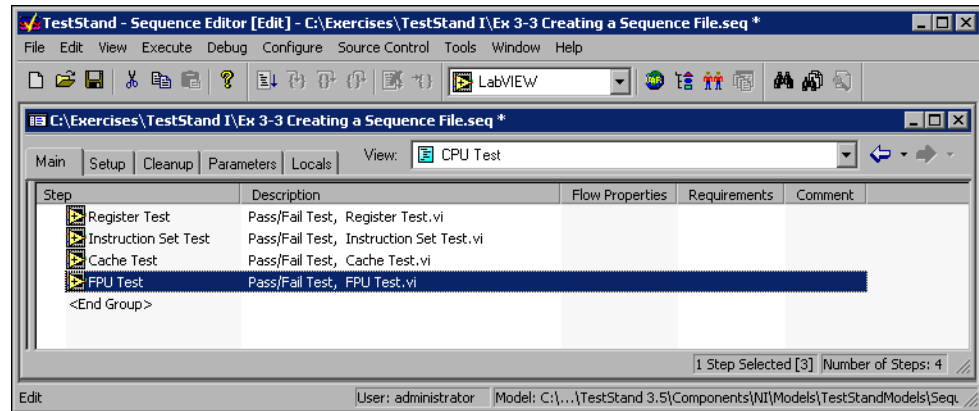 TestStand - Sequence Editor [Edit] - C:\Exercises\TestStand I\Ex 3-3 Creating a Sequence File.seq *
File Edit View Execute Debug Configure Source Control Tools Window Help
LabVIEW
C:\Exercises\TestStand I\Ex 3-3 Creating a Sequence File.seq *
Main Setup Cleanup Parameters Locals View: CPU Test
Step Description Flow Properties Requirements Comment
Register Test Pass/Fail Test, Register Test.vi
Instruction Set Test Pass/Fail Test, Instruction Set Test.vi
Cache Test Pass/Fail Test, Cache Test.vi
FPU Test Pass/Fail Test, FPU Test.vi
<End Group>
1 Step Selected [3] Number of Steps: 4
Edit User: administrator Model: C:\...\TestStand 3.5\Components\NI\Models\TestStandModels\Sequ